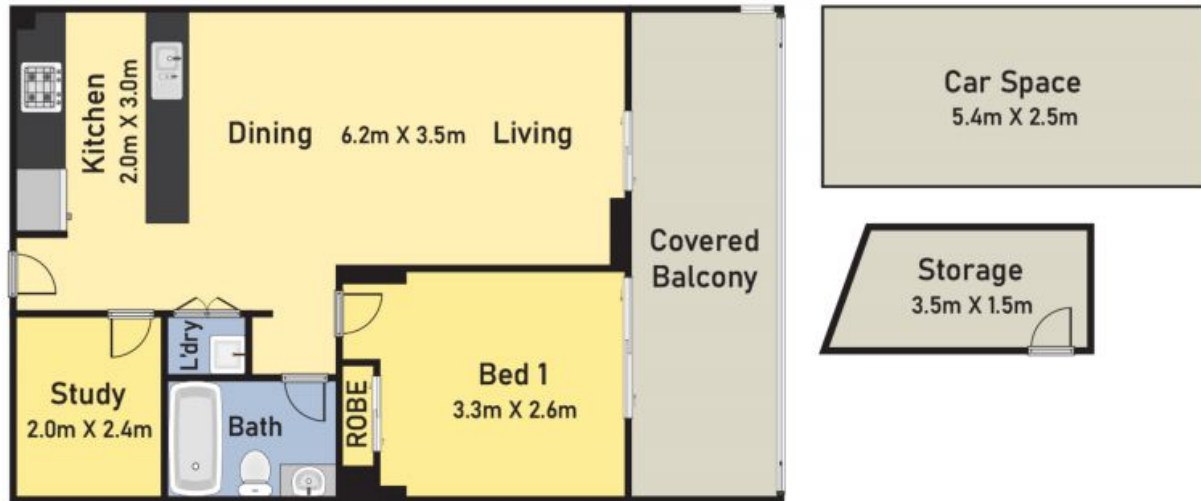 Kitchen
2.0m X 3.0m
Dining 6.2m X 3.5m Living
Covered
Balcony
Car Space
5.4m X 2.5m
Storage
3.5m X 1.5m
L'dry
Study
2.0m X 2.4m
Bath
ROBE
Bed 1
3.3m X 2.6m